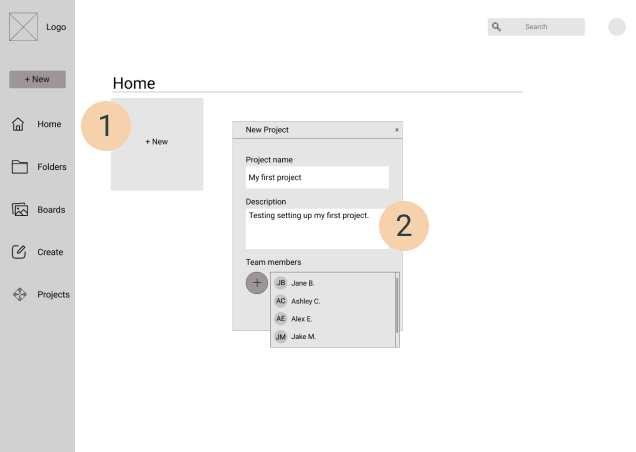 Logo
Search
+ New
Home
Home
Folders
Boards
Create
Projects
1
+ New
New Project
x
Project name
My first project
Description
Testing setting up my first project.
2
Team members
+
JB Jane B.
AC Ashley C.
AE Alex E.
JM Jake M.